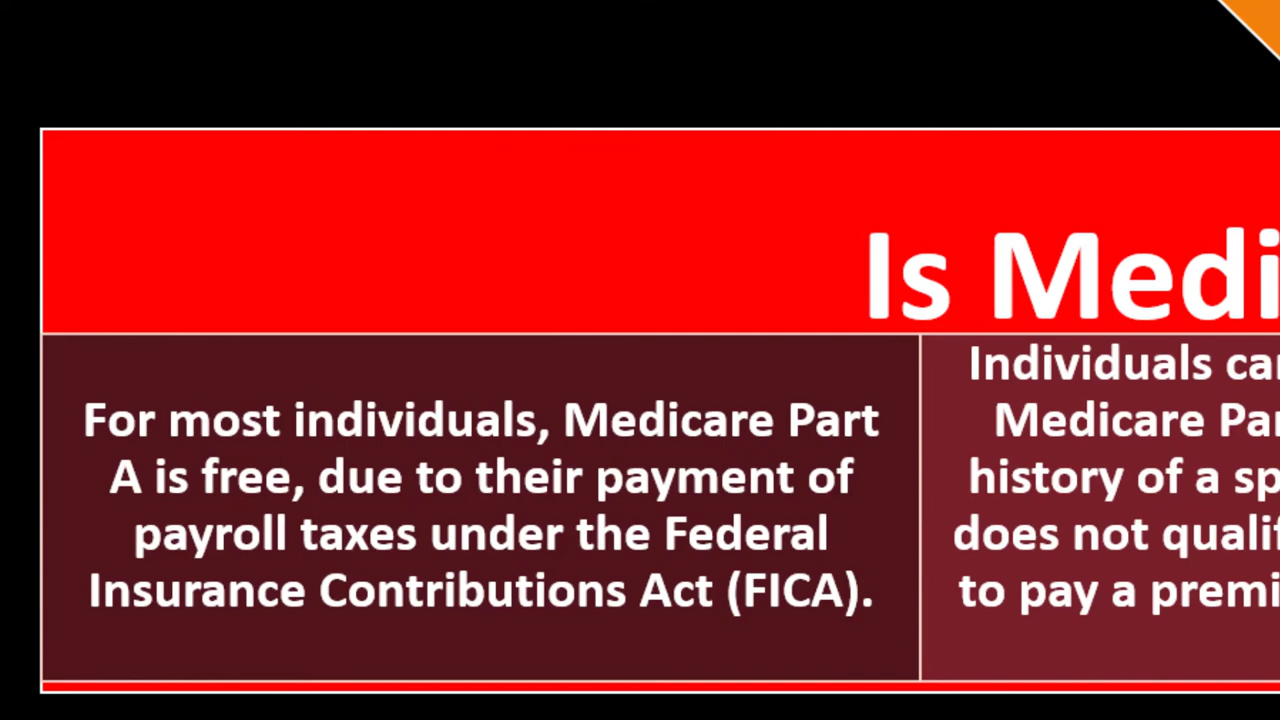 Is Medi
For most individuals, Medicare Part
A is free, due to their payment of
payroll taxes under the Federal
Insurance Contributions Act (FICA).
Individuals ca
Medicare Pa
history of a sp
does not qualif
to pay a premi